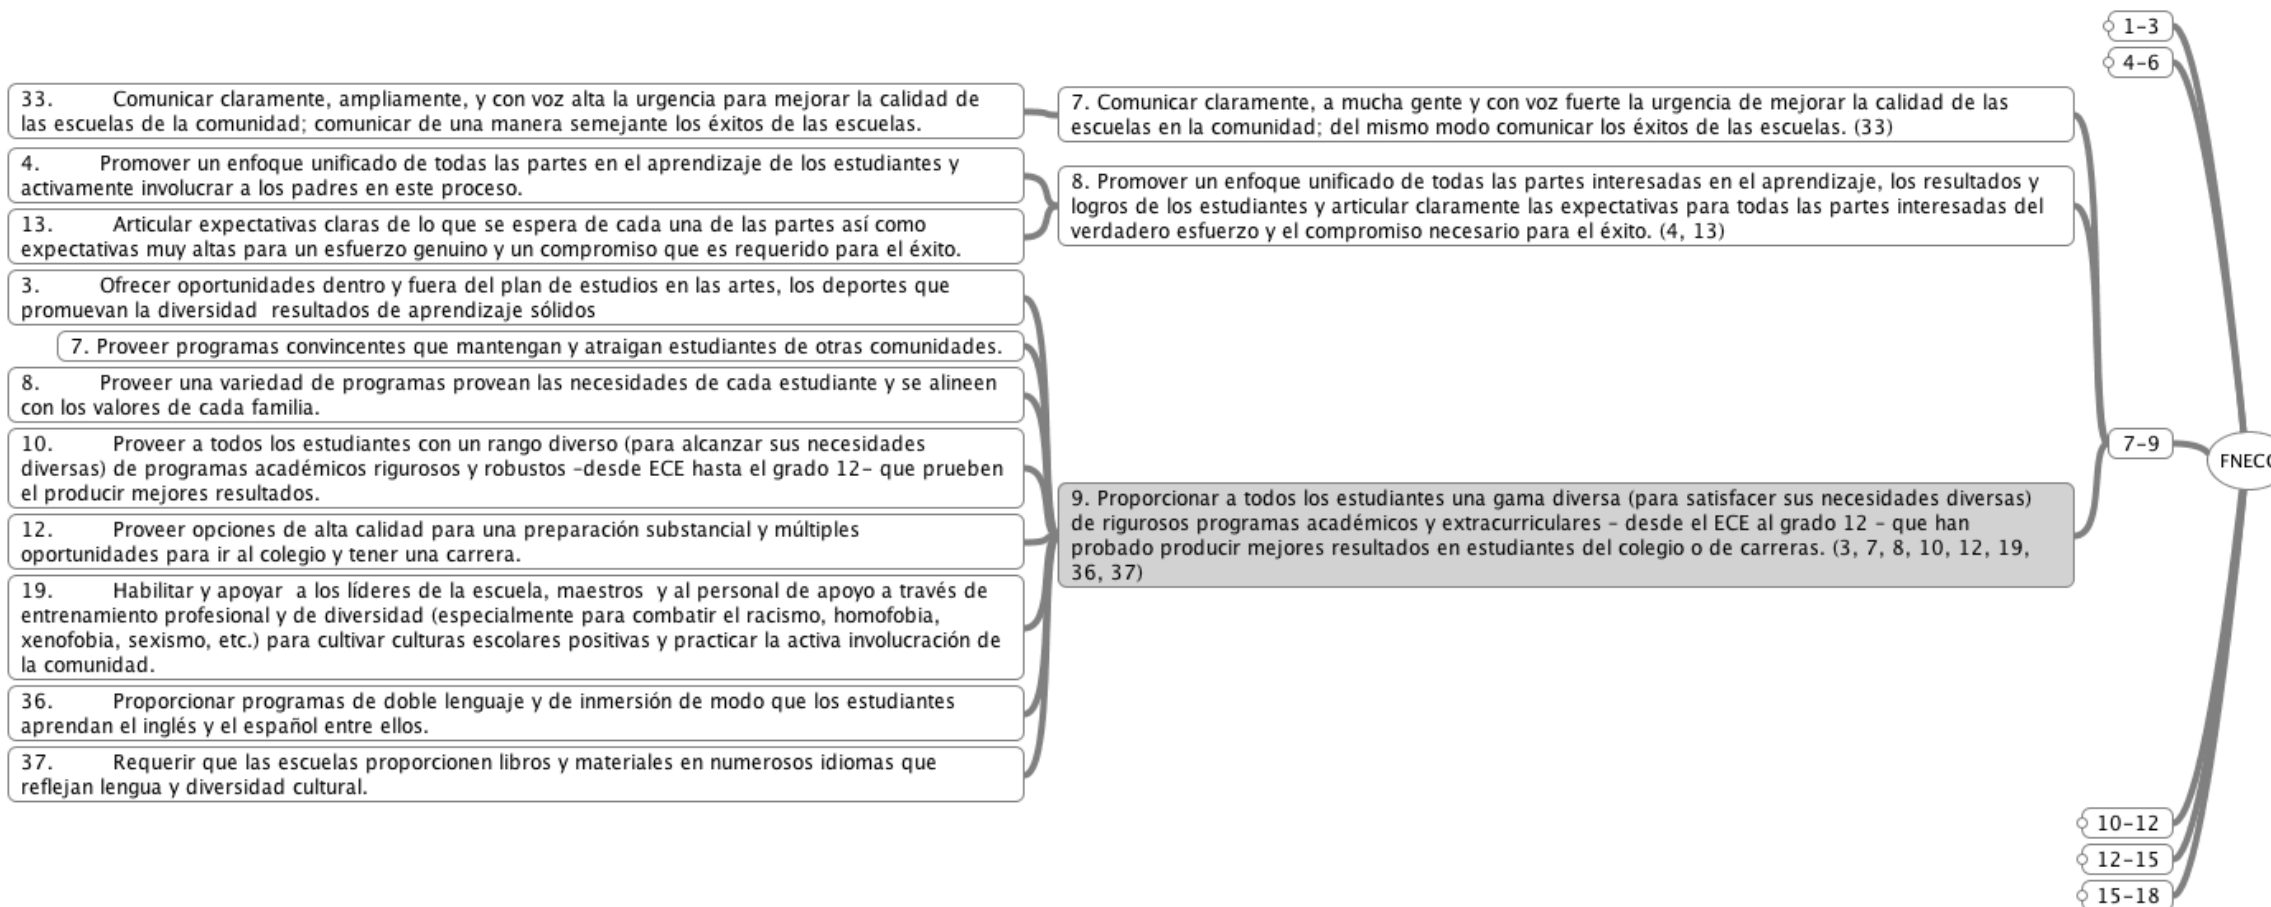 1-3
4-6
33. Comunicar claramente, ampliamente, y con voz alta la urgencia para mejorar la calidad de
las escuelas de la comunidad; comunicar de una manera semejante los éxitos de las escuelas.
7. Comunicar claramente, a mucha gente y con voz fuerte la urgencia de mejorar la calidad de las
escuelas en la comunidad; del mismo modo comunicar los éxitos de las escuelas. (33)
4. Promover un enfoque unificado de todas las partes en el aprendizaje de los estudiantes y
activamente involucrar a los padres en este proceso.
13. Articular expectativas claras de lo que se espera de cada una de las partes así como
expectativas muy altas para un esfuerzo genuino y un compromiso que es requerido para el éxito.
8. Promover un enfoque unificado de todas las partes interesadas en el aprendizaje, los resultados y
logros de los estudiantes y articular claramente las expectativas para todas las partes interesadas del
verdadero esfuerzo y el compromiso necesario para el éxito. (4, 13)
3. Ofrecer oportunidades dentro y fuera del plan de estudios en las artes, los deportes que
promuevan la diversidad  resultados de aprendizaje sólidos
7. Proveer programas convincentes que mantengan y atraigan estudiantes de otras comunidades.
8. Proveer una variedad de programas provean las necesidades de cada estudiante y se alineen
con los valores de cada familia.
10. Proveer a todos los estudiantes con un rango diverso (para alcanzar sus necesidades
diversas) de programas académicos rigurosos y robustos –desde ECE hasta el grado 12– que prueben
el producir mejores resultados.
12. Proveer opciones de alta calidad para una preparación substancial y múltiples
oportunidades para ir al colegio y tener una carrera.
19. Habilitar y apoyar  a los líderes de la escuela, maestros  y al personal de apoyo a través de
entrenamiento profesional y de diversidad (especialmente para combatir el racismo, homofobia,
xenofobia, sexismo, etc.) para cultivar culturas escolares positivas y practicar la activa involucración de
la comunidad.
36. Proporcionar programas de doble lenguaje y de inmersión de modo que los estudiantes
aprendan el inglés y el español entre ellos.
37. Requerir que las escuelas proporcionen libros y materiales en numerosos idiomas que
reflejan lengua y diversidad cultural.
9. Proporcionar a todos los estudiantes una gama diversa (para satisfacer sus necesidades diversas)
de rigurosos programas académicos y extracurriculares – desde el ECE al grado 12 – que han
probado producir mejores resultados en estudiantes del colegio o de carreras. (3, 7, 8, 10, 12, 19,
36, 37)
7-9
10-12
12-15
15-18